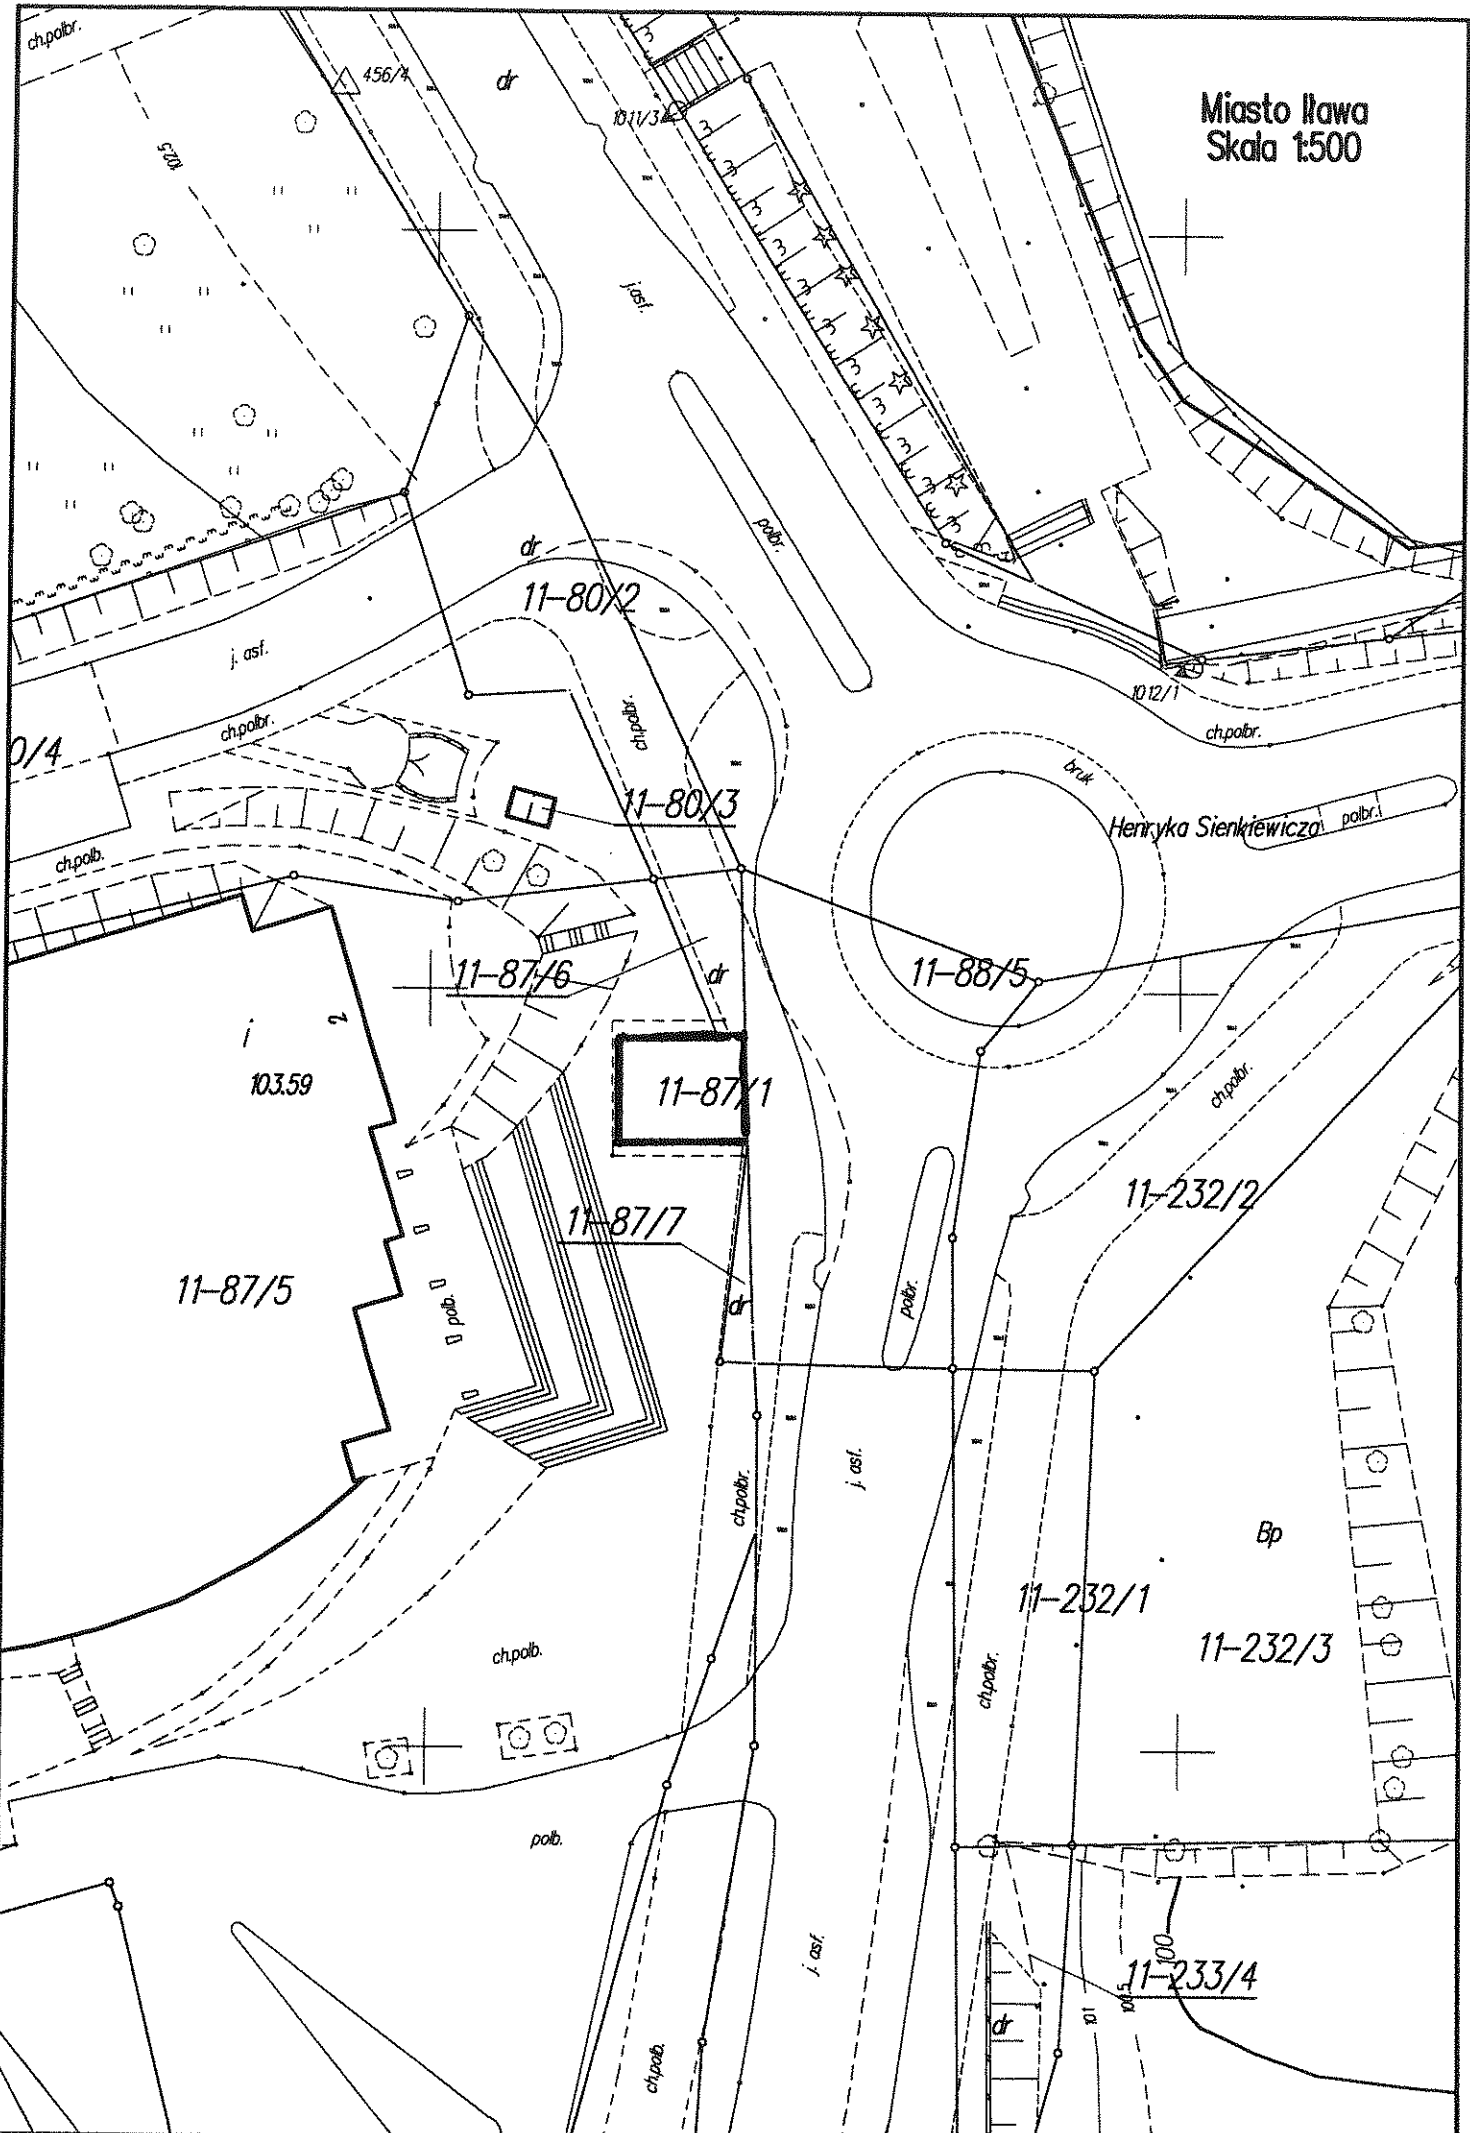 ch.polbr.
456/4
dr
1011/3
Miasto Iława
Skala 1:500
102.5
j.asf.
polbr.
dr
11-80/2
j. asf.
1012/1
ch.polbr.
ch.polbr.
ch.polbr.
0/4
bruk
11-80/3
Henryka Sienkiewicza
polbr.
ch.polb.
11-87/6
dr
11-88/5
i
2
103.59
11-87/1
ch.polbr.
11-232/2
11-87/7
11-87/5
polb.
dr
polbr.
ch.polbr.
j. asf.
Bp
11-232/1
11-232/3
ch.polb.
ch.polbr.
polb.
j. asf.
100
11-233/4
101
100.5
dr
ch.polb.